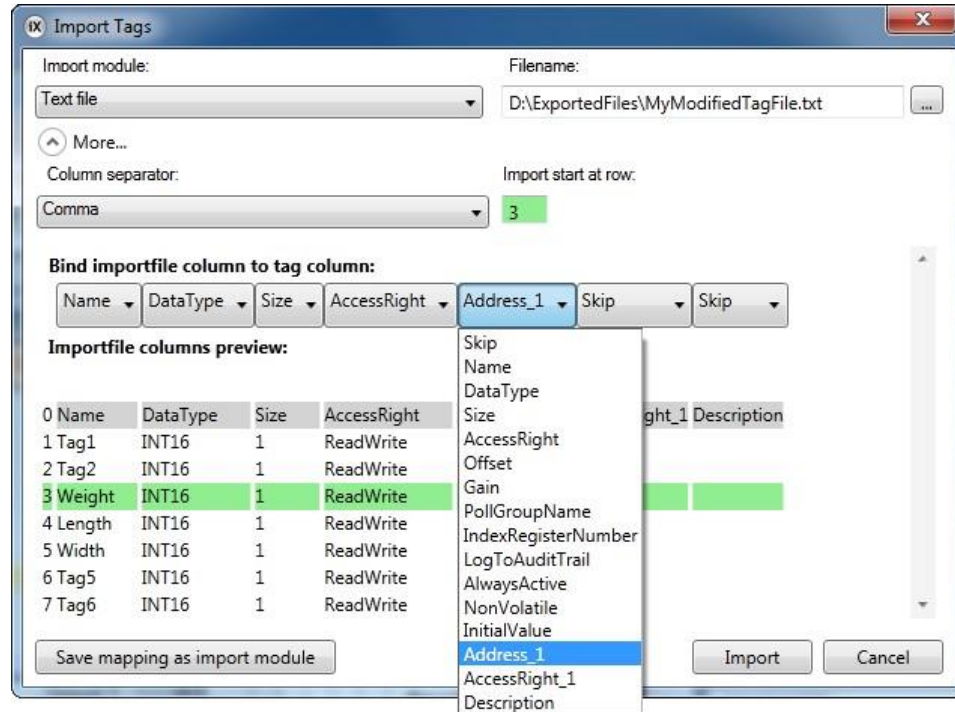 iX Import Tags
Import module: Filename:
Text file D:\ExportedFiles\MyModifiedTagFile.txt ...
More...
Column separator: Import start at row:
Comma 3
Bind importfile column to tag column:
Name DataType Size AccessRight Address_1 Skip Skip
Importfile columns preview:
Skip
Name
DataType
Size
AccessRight
Offset
Gain
PollGroupName
IndexRegisterNumber
LogToAuditTrail
AlwaysActive
NonVolatile
InitialValue
Address_1
AccessRight_1
Description
0 Name DataType Size AccessRight ght_1 Description
1 Tag1 INT16 1 ReadWrite
2 Tag2 INT16 1 ReadWrite
3 Weight INT16 1 ReadWrite
4 Length INT16 1 ReadWrite
5 Width INT16 1 ReadWrite
6 Tag5 INT16 1 ReadWrite
7 Tag6 INT16 1 ReadWrite
Save mapping as import module Import Cancel